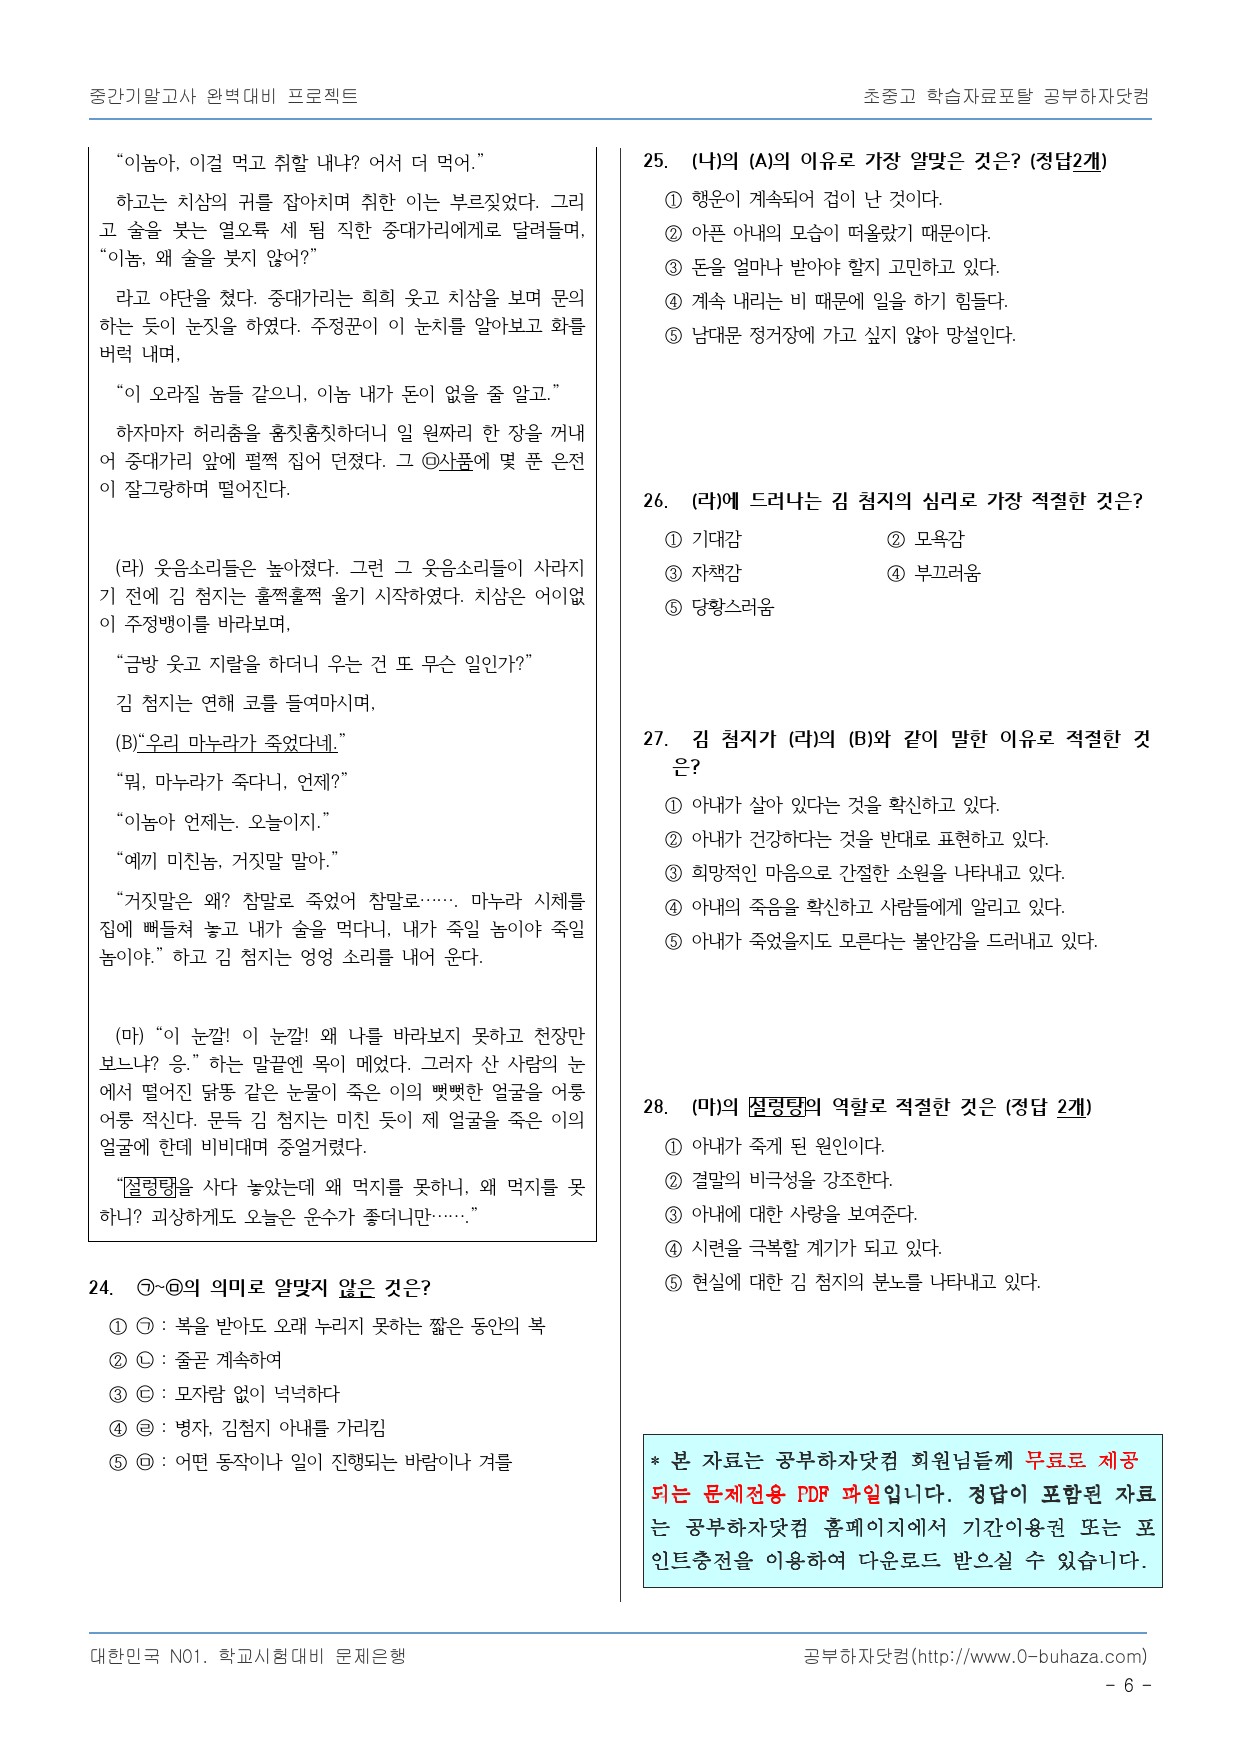 중간기말고사 완벽대비 프로젝트
초중고 학습자료포탈 공부하자닷컴
“이놈아, 이걸 먹고 취할 내냐? 어서 더 먹어.”
하고는 치삼의 귀를 잡아치며 취한 이는 부르짖었다. 그리
고 술을 붓는 열오륙 세 됨 직한 중대가리에게로 달려들며,
“이놈, 왜 술을 붓지 않어?”
라고 야단을 쳤다. 중대가리는 희희 웃고 치삼을 보며 문의
하는 듯이 눈짓을 하였다. 주정꾼이 이 눈치를 알아보고 화를
버럭 내며,
“이 오라질 놈들 같으니, 이놈 내가 돈이 없을 줄 알고.”
하자마자 허리춤을 훔칫훔칫하더니 일 원짜리 한 장을 꺼내
어 중대가리 앞에 펄쩍 집어 던졌다. 그 ㉤사품에 몇 푼 은전
이 잘그랑하며 떨어진다.
(라) 웃음소리들은 높아졌다. 그런 그 웃음소리들이 사라지
기 전에 김 첨지는 훌쩍훌쩍 울기 시작하였다. 치삼은 어이없
이 주정뱅이를 바라보며,
“금방 웃고 지랄을 하더니 우는 건 또 무슨 일인가?”
김 첨지는 연해 코를 들여마시며,
(B)“우리 마누라가 죽었다네.”
“뭐, 마누라가 죽다니, 언제?”
“이놈아 언제는. 오늘이지.”
“예끼 미친놈, 거짓말 말아.”
“거짓말은 왜? 참말로 죽었어 참말로……. 마누라 시체를
집에 뻐들쳐 놓고 내가 술을 먹다니, 내가 죽일 놈이야 죽일
놈이야.” 하고 김 첨지는 엉엉 소리를 내어 운다.
(마) “이 눈깔! 이 눈깔! 왜 나를 바라보지 못하고 천장만
보느냐? 응.” 하는 말끝엔 목이 메었다. 그러자 산 사람의 눈
에서 떨어진 닭똥 같은 눈물이 죽은 이의 뻣뻣한 얼굴을 어룽
어룽 적신다. 문득 김 첨지는 미친 듯이 제 얼굴을 죽은 이의
얼굴에 한데 비비대며 중얼거렸다.
“설렁탕을 사다 놓았는데 왜 먹지를 못하니, 왜 먹지를 못
하니? 괴상하게도 오늘은 운수가 좋더니만…….”
24. ㉠~㉤의 의미로 알맞지 않은 것은?
① ㉠ : 복을 받아도 오래 누리지 못하는 짧은 동안의 복
② ㉡ : 줄곧 계속하여
③ ㉢ : 모자람 없이 넉넉하다
④ ㉣ : 병자, 김첨지 아내를 가리킴
⑤ ㉤ : 어떤 동작이나 일이 진행되는 바람이나 겨를
25. (나)의 (A)의 이유로 가장 알맞은 것은? (정답2개)
① 행운이 계속되어 겁이 난 것이다.
② 아픈 아내의 모습이 떠올랐기 때문이다.
③ 돈을 얼마나 받아야 할지 고민하고 있다.
④ 계속 내리는 비 때문에 일을 하기 힘들다.
⑤ 남대문 정거장에 가고 싶지 않아 망설인다.
26. (라)에 드러나는 김 첨지의 심리로 가장 적절한 것은?
① 기대감 ② 모욕감
③ 자책감 ④ 부끄러움
⑤ 당황스러움
27. 김 첨지가 (라)의 (B)와 같이 말한 이유로 적절한 것
은?
① 아내가 살아 있다는 것을 확신하고 있다.
② 아내가 건강하다는 것을 반대로 표현하고 있다.
③ 희망적인 마음으로 간절한 소원을 나타내고 있다.
④ 아내의 죽음을 확신하고 사람들에게 알리고 있다.
⑤ 아내가 죽었을지도 모른다는 불안감을 드러내고 있다.
28. (마)의 설렁탕의 역할로 적절한 것은 (정답 2개)
① 아내가 죽게 된 원인이다.
② 결말의 비극성을 강조한다.
③ 아내에 대한 사랑을 보여준다.
④ 시련을 극복할 계기가 되고 있다.
⑤ 현실에 대한 김 첨지의 분노를 나타내고 있다.
* 본 자료는 공부하자닷컴 회원님들께 무료로 제공
되는 문제전용 PDF 파일입니다. 정답이 포함된 자료
는 공부하자닷컴 홈페이지에서 기간이용권 또는 포
인트충전을 이용하여 다운로드 받으실 수 있습니다.
대한민국 N01. 학교시험대비 문제은행
공부하자닷컴(http://www.0-buhaza.com)
- 6 -